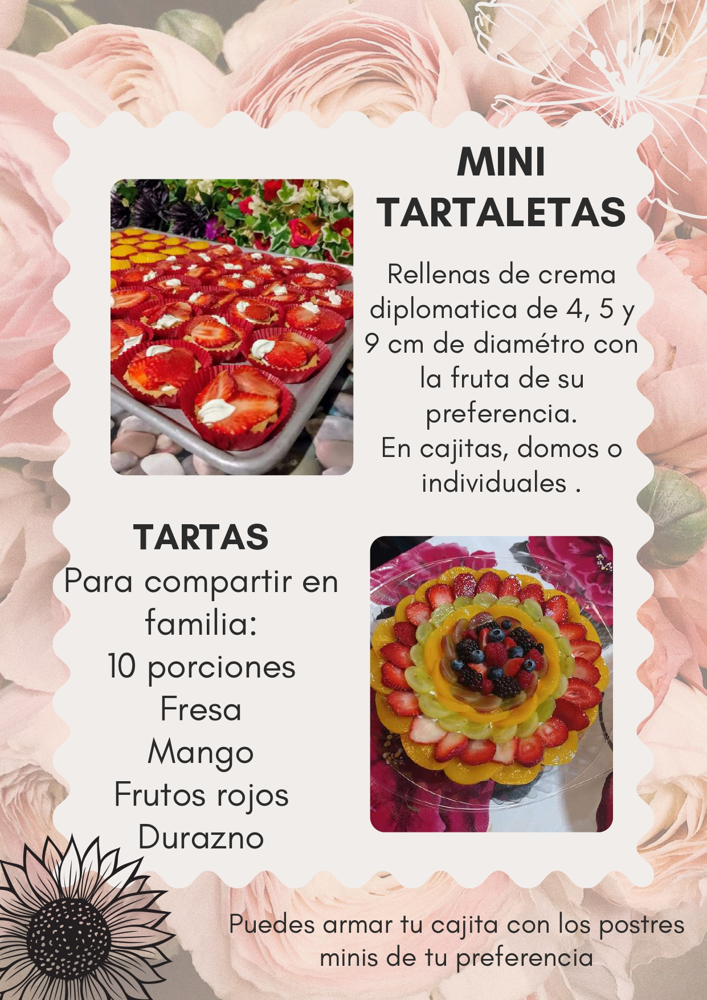 MINI
TARTALETAS
Rellenas de crema
diplomatica de 4, 5 y
9 cm de diamétro con
la fruta de su
preferencia.
En cajitas, domos o
individuales .
TARTAS
Para compartir en
familia:
10 porciones
Fresa
Mango
Frutos rojos
Durazno
Puedes armar tu cajita con los postres
minis de tu preferencia